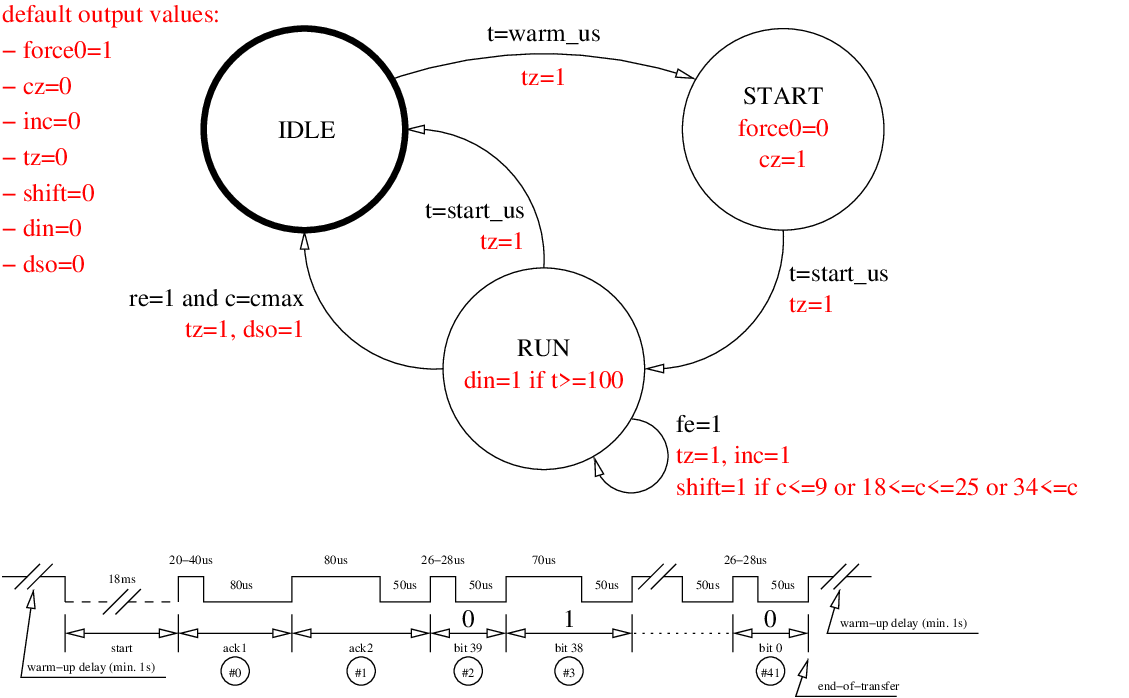 default output values:
– force0=1
– cz=0
– inc=0
– tz=0
– shift=0
– din=0
– dso=0
IDLE
t=warm_us
tz=1
START
force0=0
cz=1
t=start_us
tz=1
t=start_us
tz=1
re=1 and c=cmax
tz=1, dso=1
RUN
din=1 if t>=100
fe=1
tz=1, inc=1
shift=1 if c<=9 or 18<=c<=25 or 34<=c
20–40us
80us
26–28us
70us
26–28us
18ms
80us
50us
50us
50us
50us
50us
0
1
0
start
ack1
ack2
bit 39
bit 38
bit 0
warm–up delay (min. 1s)
warm–up delay (min. 1s)
#0
#1
#2
#3
#41
end–of–transfer